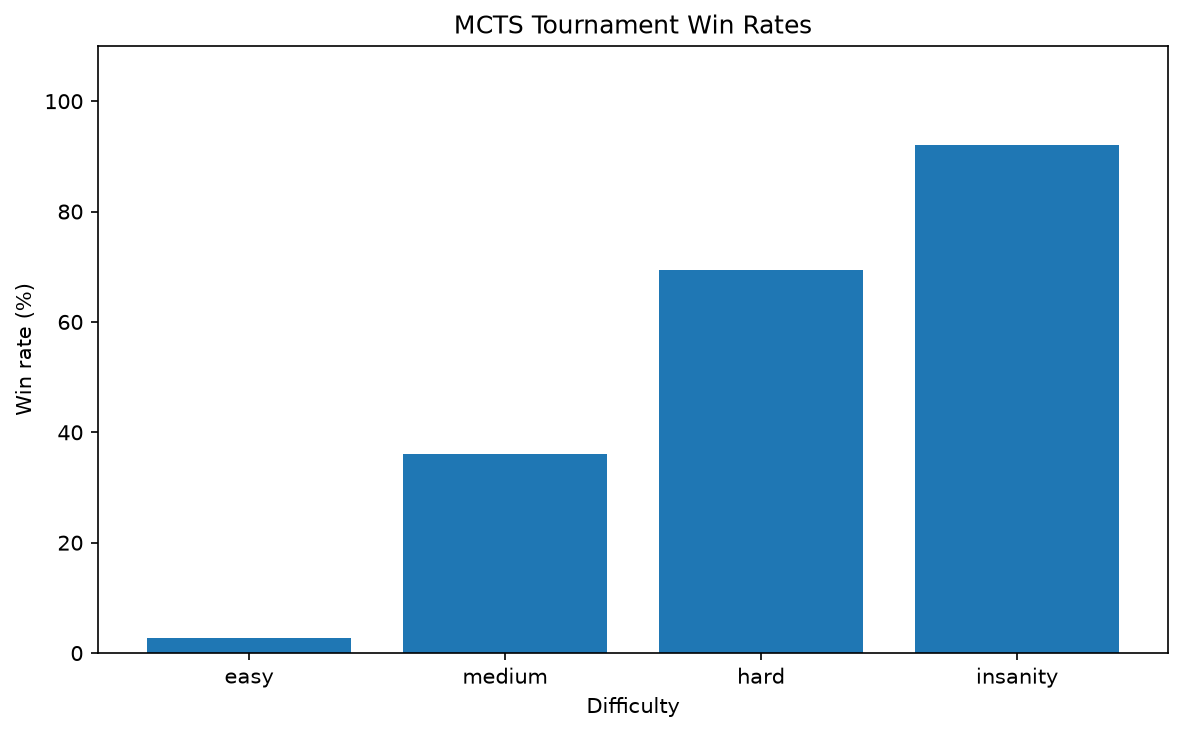 MCTS Tournament Win Rates
Win rate (%)
100
80
60
40
20
0
easy medium hard insanity
Difficulty